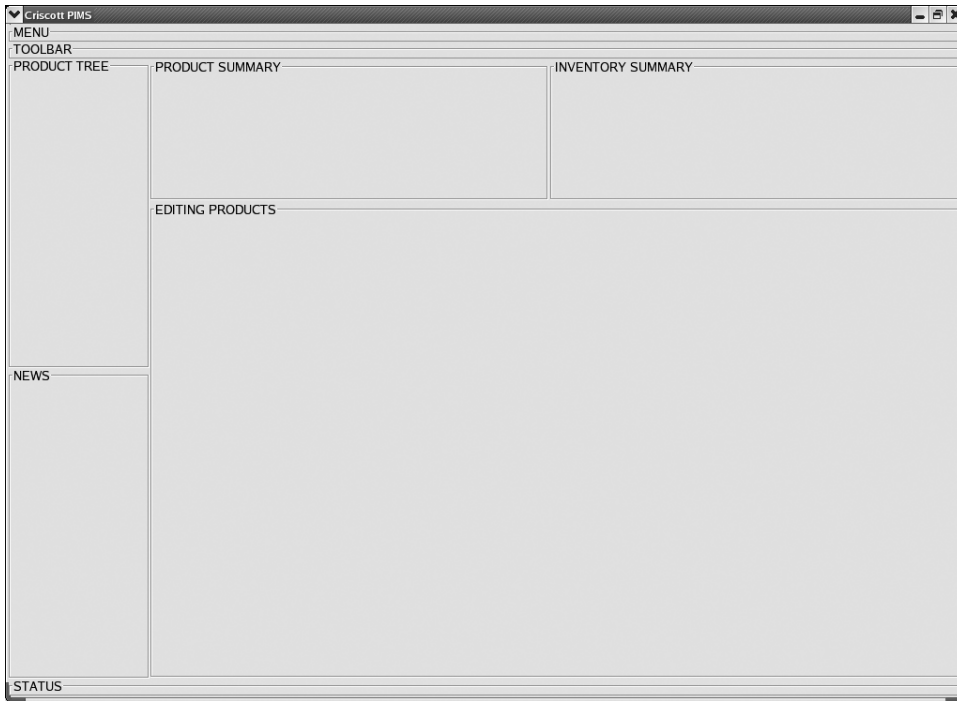 Criscott PIMS
MENU
TOOLBAR
PRODUCT TREE
PRODUCT SUMMARY
INVENTORY SUMMARY
EDITING PRODUCTS
NEWS
STATUS